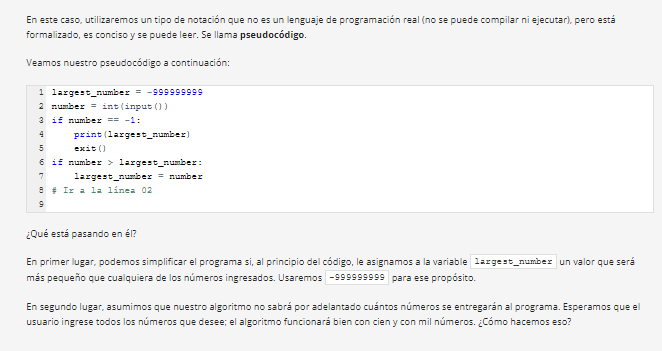 En este caso, utilizaremos un tipo de notación que no es un lenguaje de programación real (no se puede compilar ni ejecutar), pero está
formalizado, es conciso y se puede leer. Se llama pseudocódigo.
Veamos nuestro pseudocódigo a continuación:
1 largest_number = -999999999
2 number = int(input())
3 if number == -1:
4     print(largest_number)
5     exit()
6 if number > largest_number:
7     largest_number = number
8 # Ir a la línea 02
9
¿Qué está pasando en él?
En primer lugar, podemos simplificar el programa si, al principio del código, le asignamos a la variable largest_number un valor que será
más pequeño que cualquiera de los números ingresados. Usaremos -999999999 para ese propósito.
En segundo lugar, asumimos que nuestro algoritmo no sabrá por adelantado cuántos números se entregarán al programa. Esperamos que el
usuario ingrese todos los números que desee; el algoritmo funcionará bien con cien y con mil números. ¿Cómo hacemos eso?